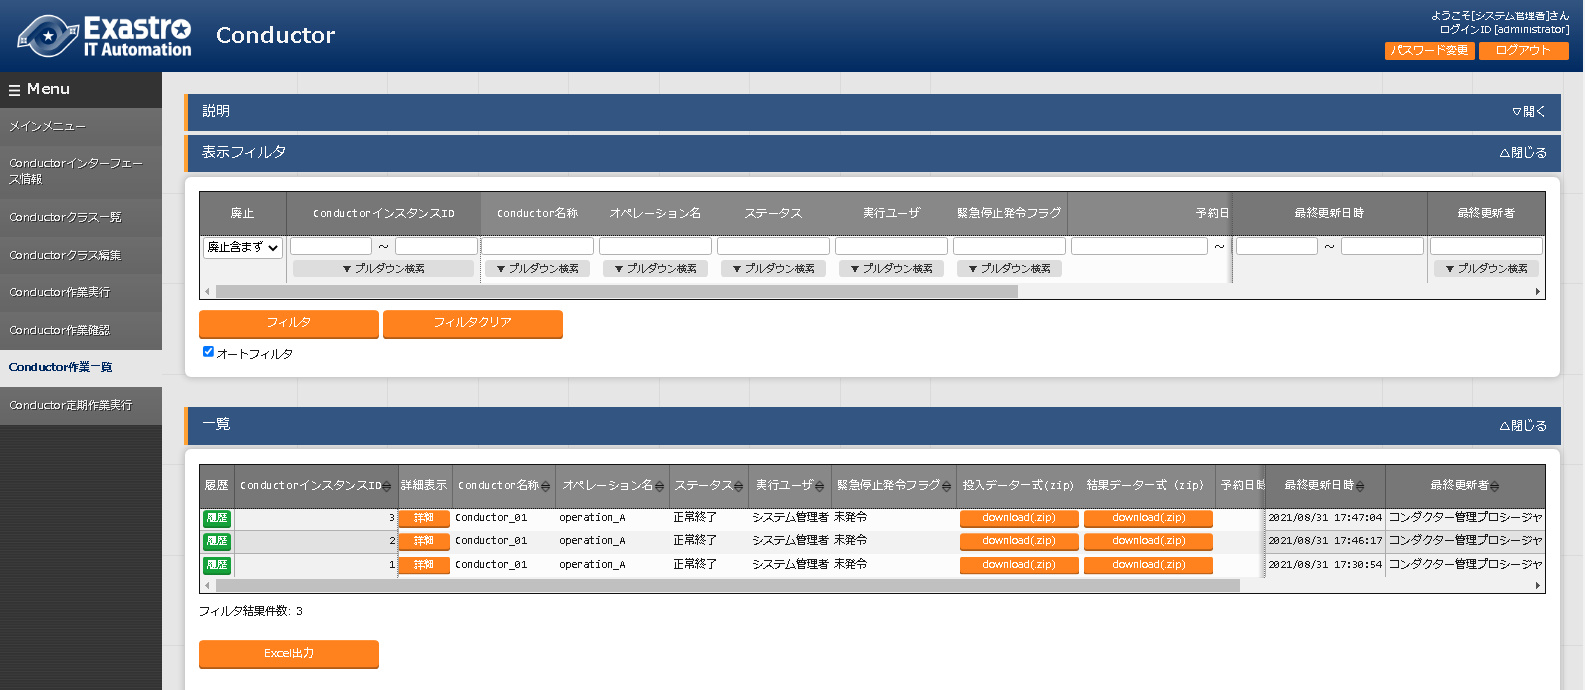 Exastro
IT Automation
Conductor
ようこそ[システム管理者]さん
ログインID [administrator]
パスワード変更
ログアウト
Menu
メインメニュー
Conductorインターフェー
ス情報
Conductorクラス一覧
Conductorクラス編集
Conductor作業実行
Conductor作業確認
Conductor作業一覧
Conductor定期作業実行
説明
▽開く
表示フィルタ
△閉じる
廃止 ConductorインスタンスID Conductor名称 オペレーション名 ステータス 実行ユーザ 緊急停止発令フラグ 予約日 最終更新日時 最終更新者
廃止含まず ～ ～ ～
▼プルダウン検索 ▼プルダウン検索 ▼プルダウン検索 ▼プルダウン検索 ▼プルダウン検索 ▼プルダウン検索 ▼プルダウン検索
フィルタ フィルタクリア
オートフィルタ
一覧
△閉じる
履歴 ConductorインスタンスID 詳細表示 Conductor名称 オペレーション名 ステータス 実行ユーザ 緊急停止発令フラグ 投入データ一式(zip) 結果データ一式（zip） 予約日時 最終更新日時 最終更新者
履歴 3 詳細 Conductor_01 operation_A 正常終了 システム管理者 未発令 download(.zip) download(.zip) 2021/08/31 17:47:04 コンダクター管理プロシージャ
履歴 2 詳細 Conductor_01 operation_A 正常終了 システム管理者 未発令 download(.zip) download(.zip) 2021/08/31 17:46:17 コンダクター管理プロシージャ
履歴 1 詳細 Conductor_01 operation_A 正常終了 システム管理者 未発令 download(.zip) download(.zip) 2021/08/31 17:30:54 コンダクター管理プロシージャ
フィルタ結果件数: 3
Excel出力